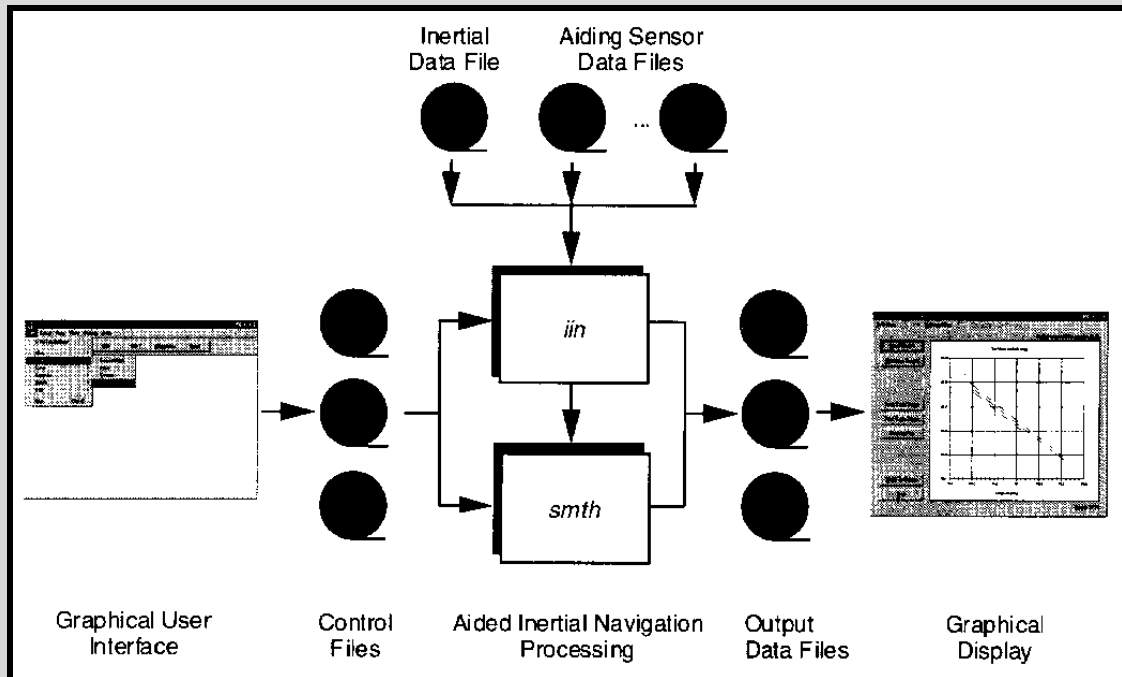 Inertial
Data File
Aiding Sensor
Data Files
...
iin
smth
Graphical User
Interface
Control
Files
Aided Inertial Navigation
Processing
Output
Data Files
Graphical
Display